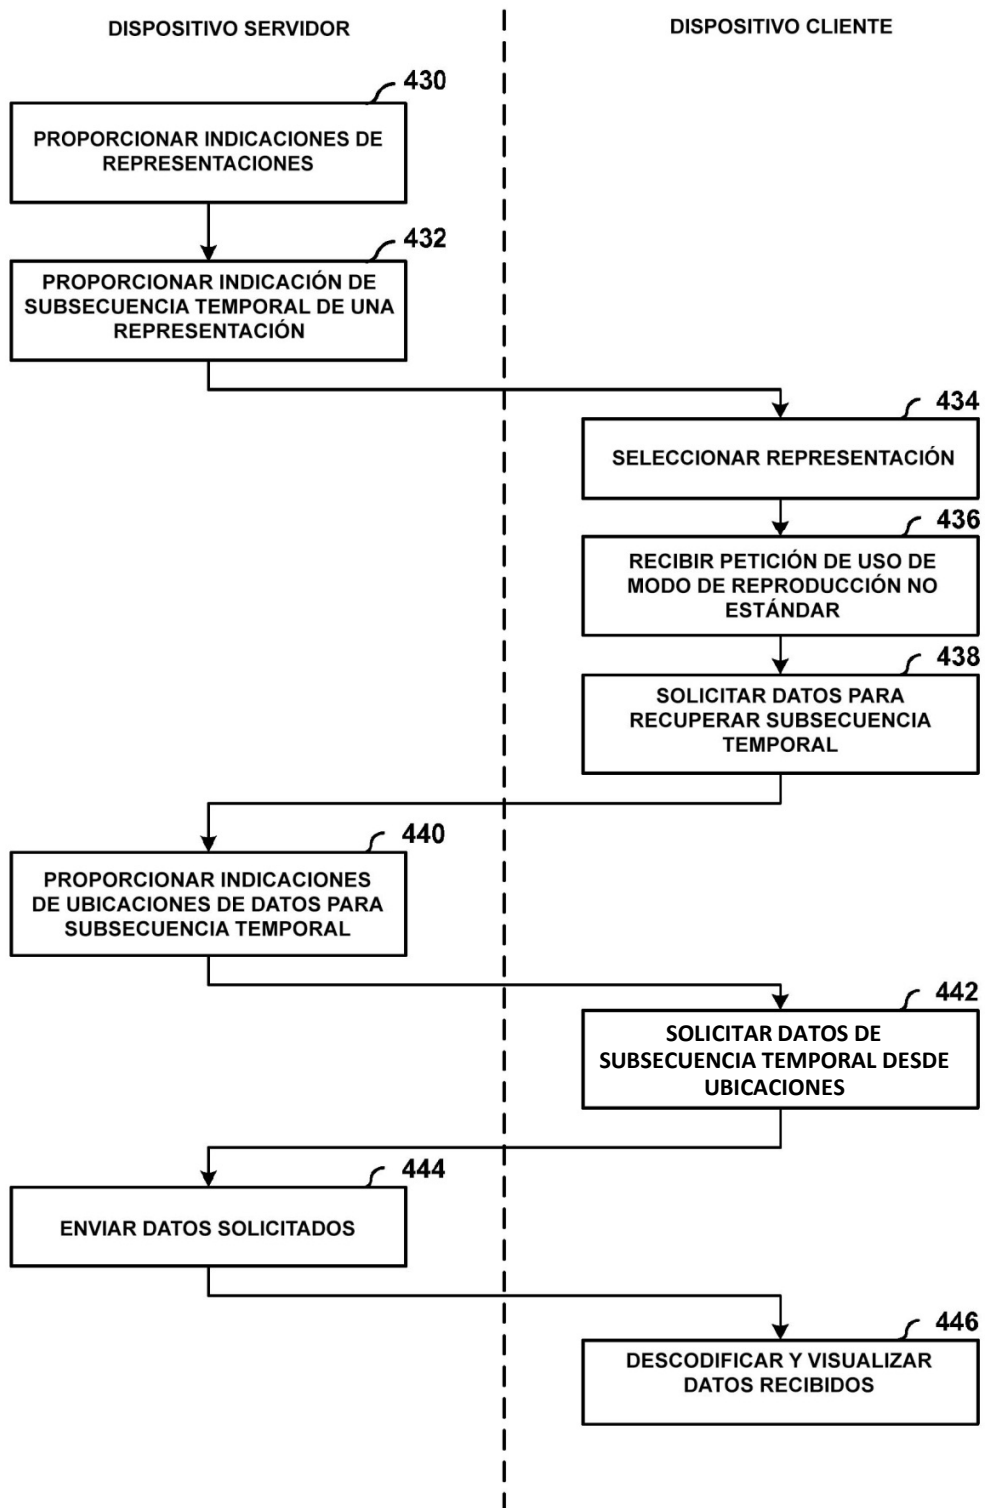 DISPOSITIVO SERVIDOR
DISPOSITIVO CLIENTE
430
PROPORCIONAR INDICACIONES DE
REPRESENTACIONES
432
PROPORCIONAR INDICACIÓN DE
SUBSECUENCIA TEMPORAL DE UNA
REPRESENTACIÓN
434
SELECCIONAR REPRESENTACIÓN
436
RECIBIR PETICIÓN DE USO DE
MODO DE REPRODUCCIÓN NO
ESTÁNDAR
438
SOLICITAR DATOS PARA
RECUPERAR SUBSECUENCIA
TEMPORAL
440
PROPORCIONAR INDICACIONES
DE UBICACIONES DE DATOS PARA
SUBSECUENCIA TEMPORAL
442
SOLICITAR DATOS DE
SUBSECUENCIA TEMPORAL DESDE
UBICACIONES
444
ENVIAR DATOS SOLICITADOS
446
DESCODIFICAR Y VISUALIZAR
DATOS RECIBIDOS